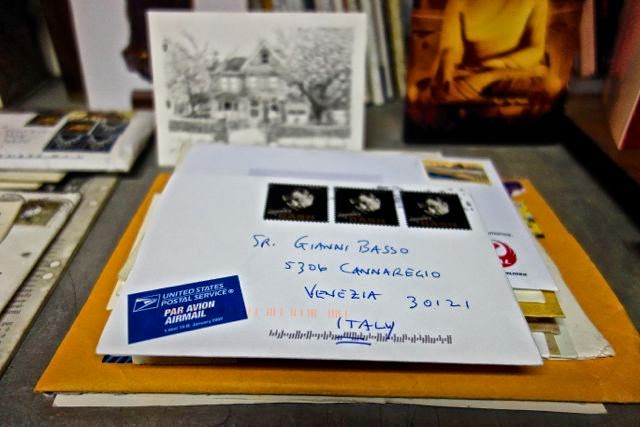 SR. GIANNI BASSO
5306 CANNAREGIO
VENEZIA 30121
ITALY
UNITED STATES
POSTAL SERVICE®
PAR AVION
AIRMAIL